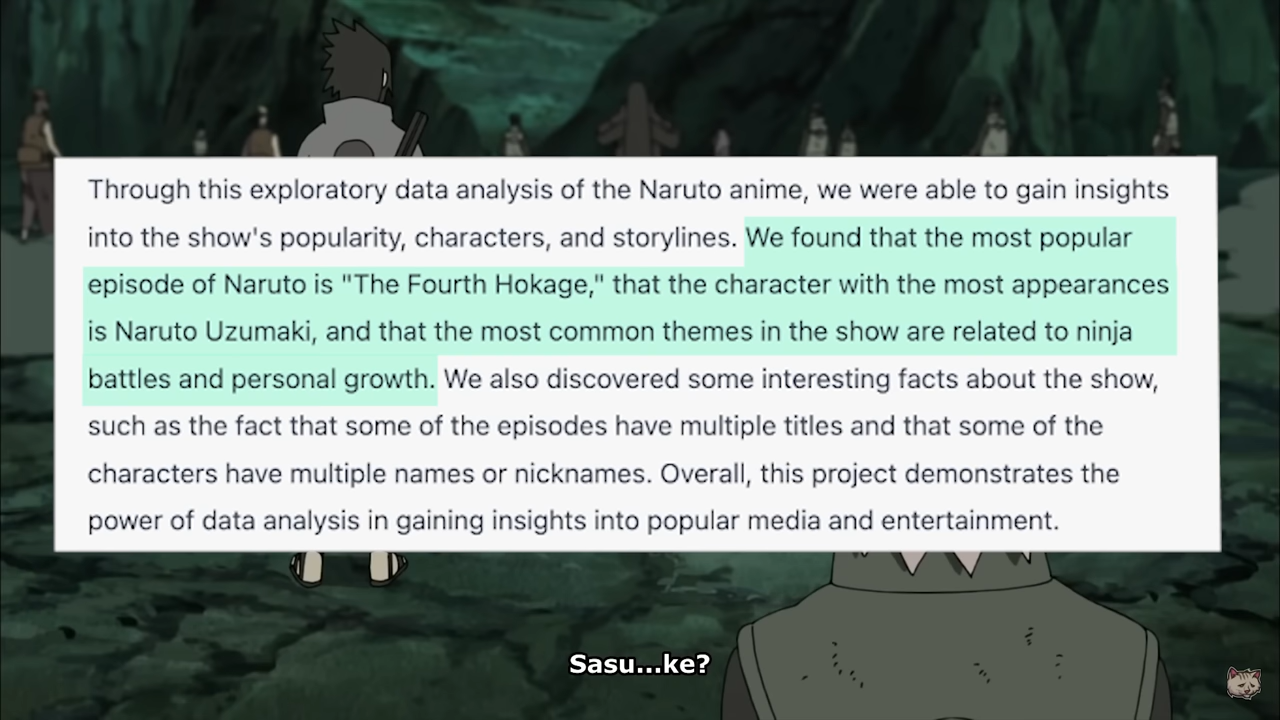 Through this exploratory data analysis of the Naruto anime, we were able to gain insights
into the show's popularity, characters, and storylines. We found that the most popular
episode of Naruto is "The Fourth Hokage," that the character with the most appearances
is Naruto Uzumaki, and that the most common themes in the show are related to ninja
battles and personal growth. We also discovered some interesting facts about the show,
such as the fact that some of the episodes have multiple titles and that some of the
characters have multiple names or nicknames. Overall, this project demonstrates the
power of data analysis in gaining insights into popular media and entertainment.
Sasu...ke?